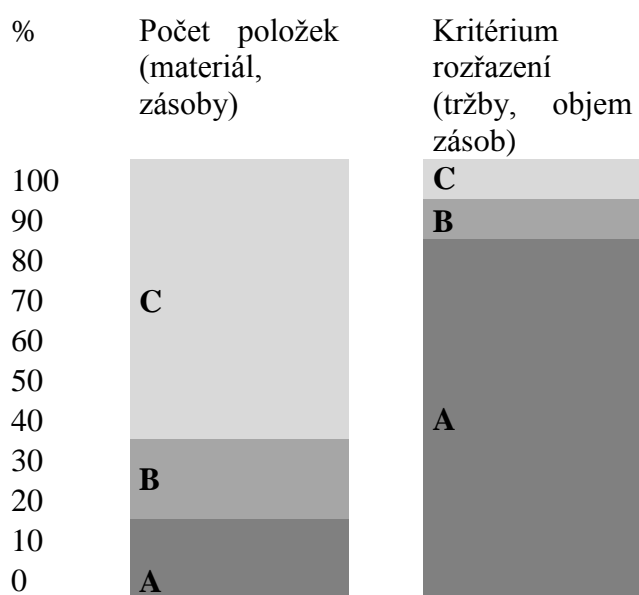 % Počet položek Kritérium
(materiál, rozřazení
zásoby) (tržby, objem
zásob)
100 C
90 B
80
70 C
60
50
40 A
30
B
20
10
0 A